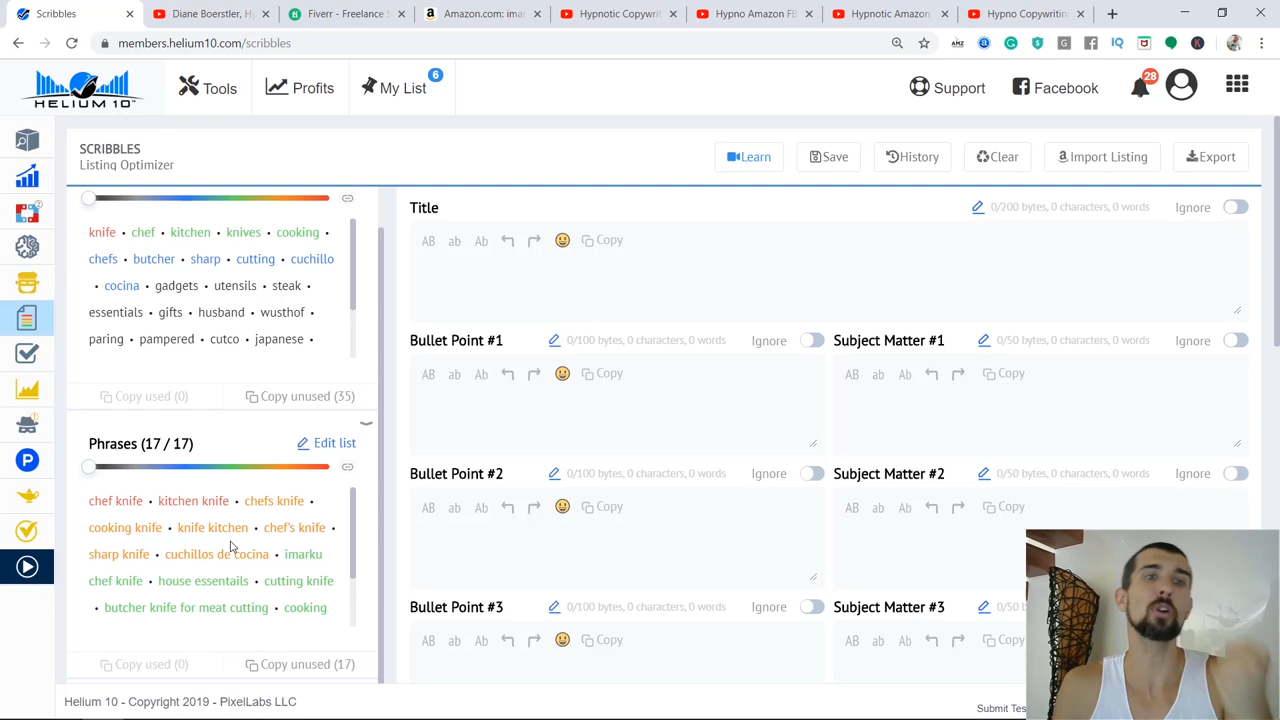 Scribbles
Diane Boerstler, Hy
Fiverr - Freelance S
Amazon.com: imar
Hypnotic Copywrit
Hypno Amazon FB
Hypnotic Amazon
Hypno Copywriting
members.helium10.com/scribbles
HELIUM 10
Tools
Profits
My List
6
Support
Facebook
28
SCRIBBLES
Listing Optimizer
Learn
Save
History
Clear
Import Listing
Export
knife • chef • kitchen • knives • cooking •
chefs • butcher • sharp • cutting • cuchillo
• cocina • gadgets • utensils • steak •
essentials • gifts • husband • wusthof •
paring • pampered • cutco • japanese •
Copy used (0)
Copy unused (35)
Phrases (17 / 17)
Edit list
chef knife • kitchen knife • chefs knife •
cooking knife • knife kitchen • chef's knife •
sharp knife • cuchillos de cocina • imarku
chef knife • house essentails • cutting knife
• butcher knife for meat cutting • cooking
Copy used (0)
Copy unused (17)
Title
0/200 bytes, 0 characters, 0 words
Ignore
AB ab Ab Copy
Bullet Point #1
0/100 bytes, 0 characters, 0 words
Ignore
AB ab Ab Copy
Subject Matter #1
0/50 bytes, 0 characters, 0 words
Ignore
AB ab Ab Copy
Bullet Point #2
0/100 bytes, 0 characters, 0 words
Ignore
AB ab Ab Copy
Subject Matter #2
0/50 bytes, 0 characters, 0 words
Ignore
AB ab Ab Copy
Bullet Point #3
0/100 bytes, 0 characters, 0 words
Ignore
AB ab Ab Copy
Subject Matter #3
0/50
AB ab Ab Copy
Helium 10 - Copyright 2019 - PixelLabs LLC
Submit Tes